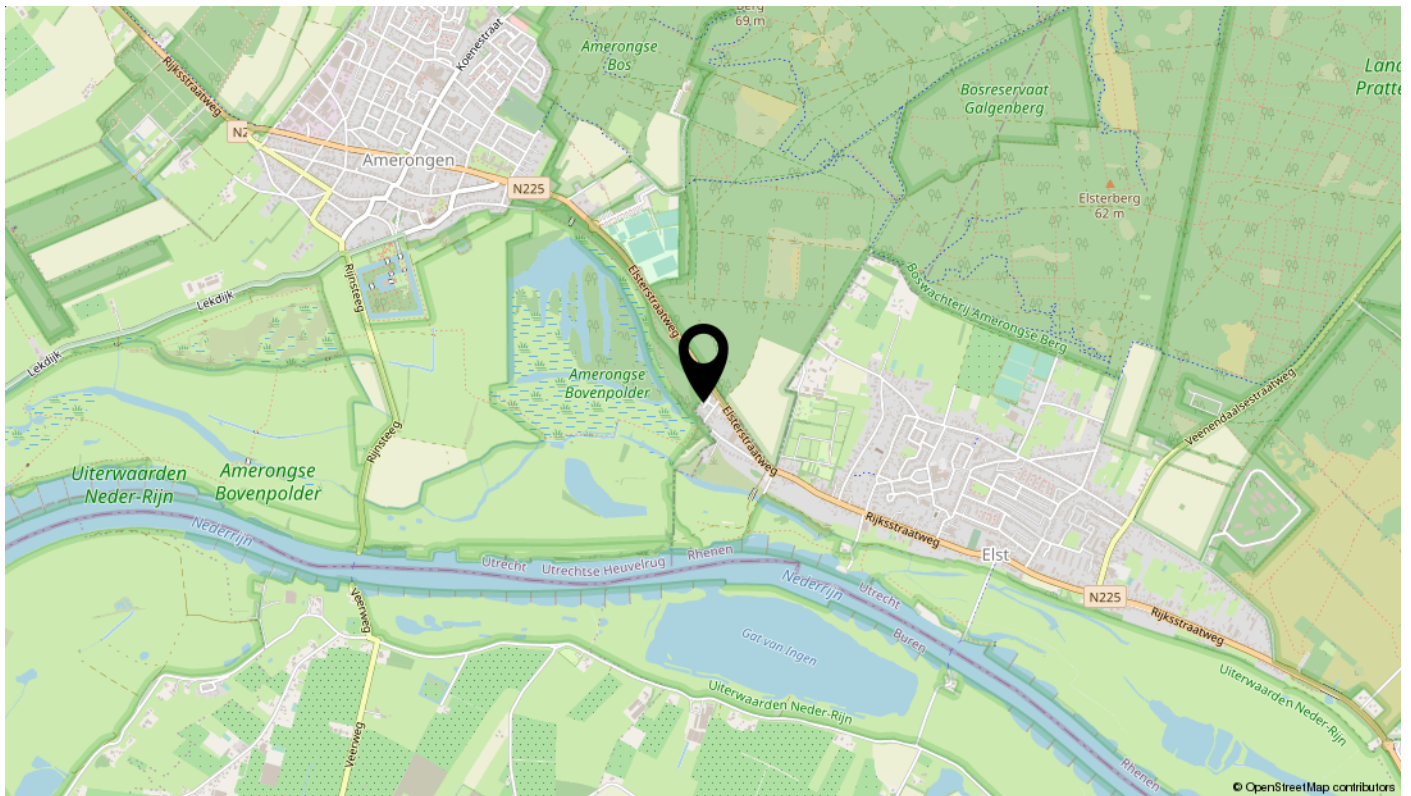 Berg
69 m
Koenestraat
Amerongse
Bos
Rijksstraatweg
Bosreservaat
Galgenberg
N2
Amerongen
N225
Elsterberg
62 m
Rijnsteeg
Elsterstraatweg
Boswachterij Amerongse Berg
Lekdijk
Lekdijk
Amerongse
Bovenpolder
Elsterstraatweg
Veenendaalsestraatweg
Rijnsteeg
Uiterwaarden
Neder-Rijn
Amerongse
Bovenpolder
Rijksstraatweg
Nederrijn
Rhenen
Elst
Utrecht
Utrechtse Heuvelrug
Nederrijn
Utrecht
N225
Veerweg
Rijksstraatweg
Buren
Gat van Ingen
Uiterwaarden Neder-Rijn
Uiterwaarden Neder-Rijn
Veerweg
Rhenen
© OpenStreetMap contributors